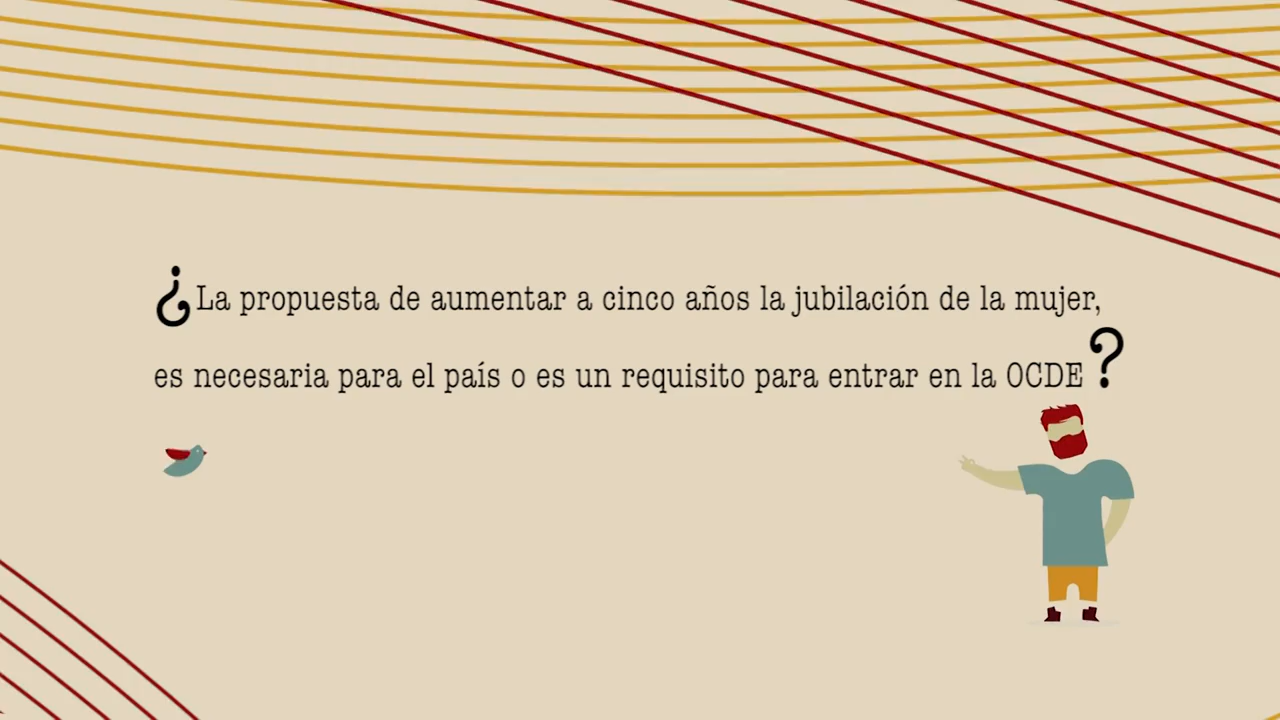 ¿La propuesta de aumentar a cinco años la jubilación de la mujer,
es necesaria para el país o es un requisito para entrar en la OCDE?